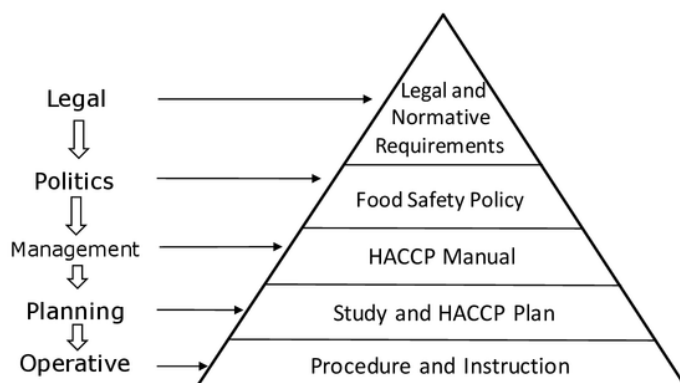 Legal
Legal and
Normative
Requirements
Politics
Food Safety Policy
Management
HACCP Manual
Planning
Study and HACCP Plan
Operative
Procedure and Instruction